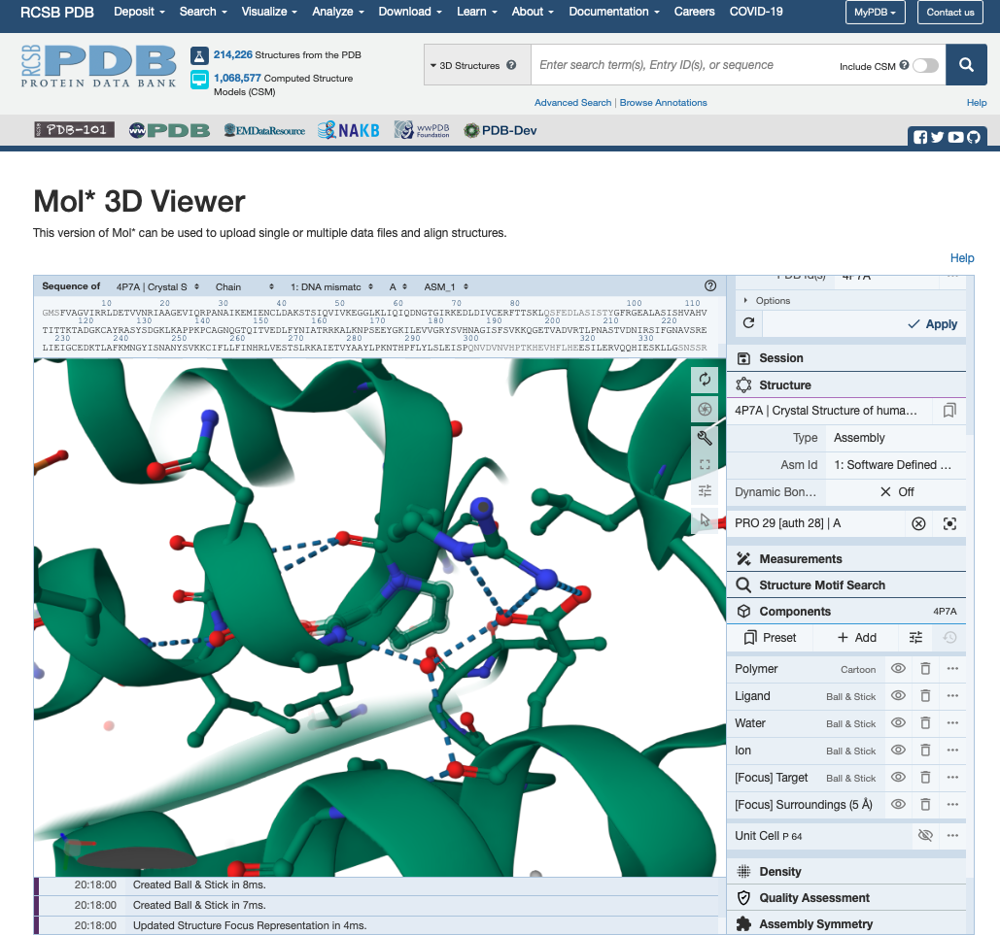 RCSB PDB Deposit Search Visualize Analyze Download Learn About Documentation Careers COVID-19 MyPDB Contact us
RCSB PDB
PROTEIN DATA BANK
214,226 Structures from the PDB
1,068,577 Computed Structure
Models (CSM)
3D Structures
Enter search term(s), Entry ID(s), or sequence
Include CSM
Advanced Search | Browse Annotations
Help
PDB-101 wwPDB EMDataResource NAKB wwPDB Foundation PDB-Dev
Mol* 3D Viewer
This version of Mol* can be used to upload single or multiple data files and align structures.
Help
Sequence of 4P7A | Crystal S Chain 1: DNA mismatc A ASM_1
10 20 30 40 50 60 70 80 100 110
GMSFVAGVIRRLDETVVNRIAAGEVIQRPANAIKEMIENCLDAKSTSIQVIVKEGGLKLIQIQDNGTGIRKEDLDIVCERFTTSKLQSFEDLASISTYGFRGEALASISHVAHV
120 130 140 150 160 170 180 190 200 210 220
TITTKTADGKCAYRASYSDGKLKAPPKPCAGNQGTQITVEDLFYNIATRRKALKNPSEEYGKILEVVGRYSVHNAGISFSVKKQGETVADVRTLPNASTVDNIRSIFGNAVSRE
230 240 250 260 270 280 290 300 310 320 330
LIEIGCEDKTLAFKMNGYISNANYSVKKCIFLLFINHRLVESTSLRKAIETVYAAYLPKNTHPFLYLSLEISPQNVDVNVHPTKHEVHFLHEESILERVQQHIESKLLGSNSSR
PDB Id(s) 4P7A
Options
Apply
Session
Structure
4P7A | Crystal Structure of huma...
Type Assembly
Asm Id 1: Software Defined ...
Dynamic Bon... Off
PRO 29 [auth 28] | A
Measurements
Structure Motif Search
Components 4P7A
Preset Add
Polymer Cartoon
Ligand Ball & Stick
Water Ball & Stick
Ion Ball & Stick
[Focus] Target Ball & Stick
[Focus] Surroundings (5 Å)
Unit Cell P 64
Density
Quality Assessment
Assembly Symmetry
20:18:00 Created Ball & Stick in 8ms.
20:18:00 Created Ball & Stick in 7ms.
20:18:00 Updated Structure Focus Representation in 4ms.